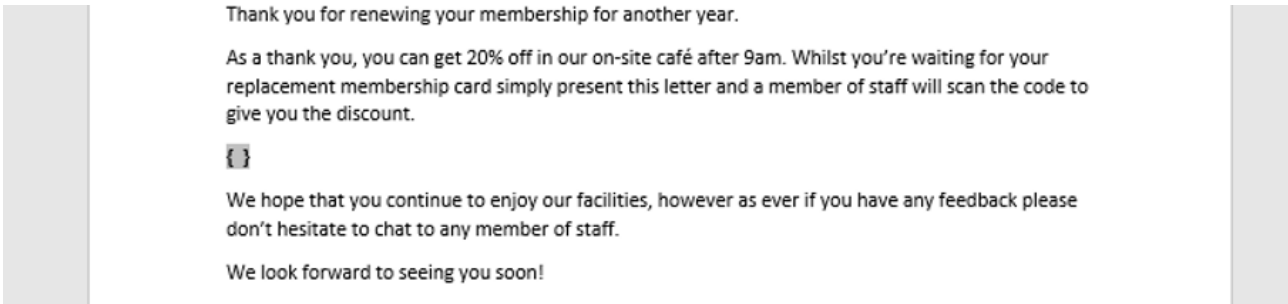 Thank you for renewing your membership for another year.
As a thank you, you can get 20% off in our on-site café after 9am. Whilst you’re waiting for your
replacement membership card simply present this letter and a member of staff will scan the code to
give you the discount.
{ }
We hope that you continue to enjoy our facilities, however as ever if you have any feedback please
don’t hesitate to chat to any member of staff.
We look forward to seeing you soon!